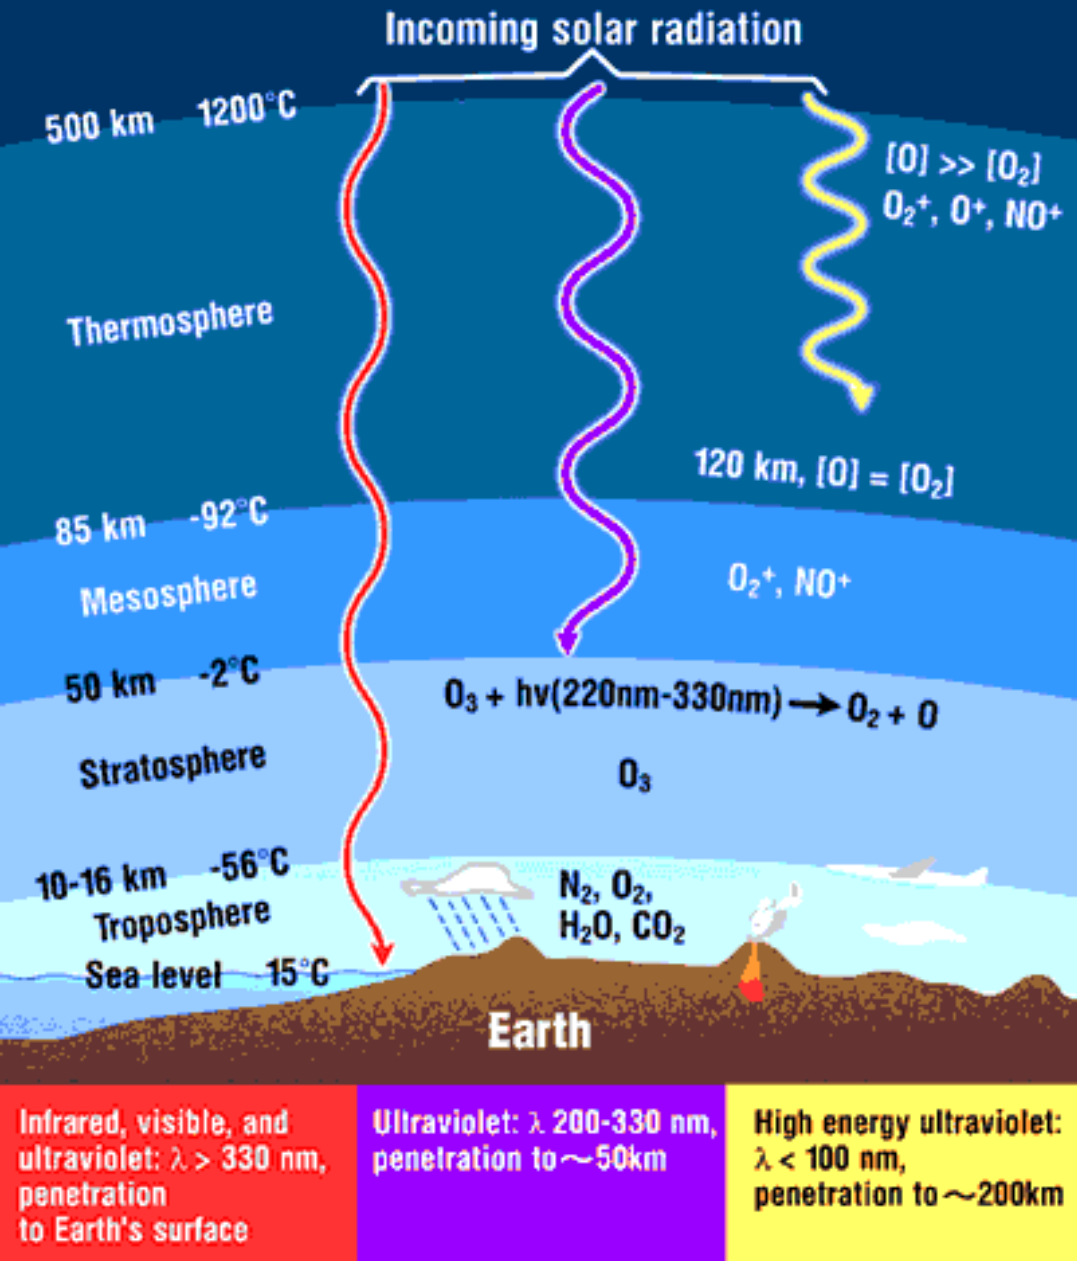 Incoming solar radiation
500 km 1200°C
[O] >> [O₂]
O₂⁺, O⁺, NO⁺
Thermosphere
120 km, [O] = [O₂]
85 km -92°C
Mesosphere
O₂⁺, NO⁺
50 km -2°C
O₃ + hv(220nm-330nm) → O₂ + O
Stratosphere
O₃
10-16 km -56°C
Troposphere
N₂, O₂,
H₂O, CO₂
Sea level 15°C
Earth
Infrared, visible, and
ultraviolet: λ > 330 nm,
penetration
to Earth's surface
Ultraviolet: λ 200-330 nm,
penetration to ~50km
High energy ultraviolet:
λ < 100 nm,
penetration to ~200km